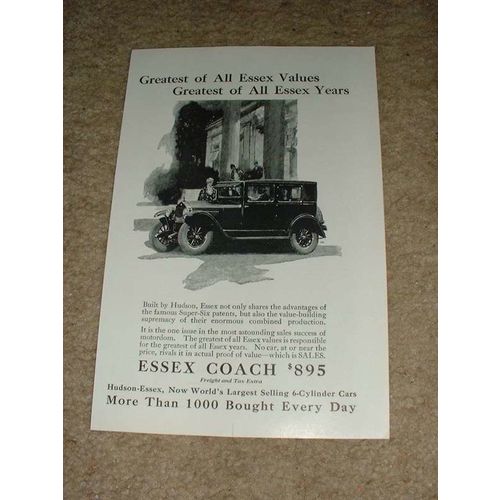 Greatest of All Essex Values
Greatest of All Essex Years
Built by Hudson, Essex not only shares the advantages of
the famous Super-Six patents, but also the value-building
supremacy of their enormous combined production.
It is the one issue in the most astounding sales success of
motordom. The greatest of all Essex values is responsible
for the greatest of all Essex years. No car, at or near the
price, rivals it in actual proof of value—which is SALES.
ESSEX COACH $895
Freight and Tax Extra
Hudson-Essex, Now World's Largest Selling 6-Cylinder Cars
More Than 1000 Bought Every Day